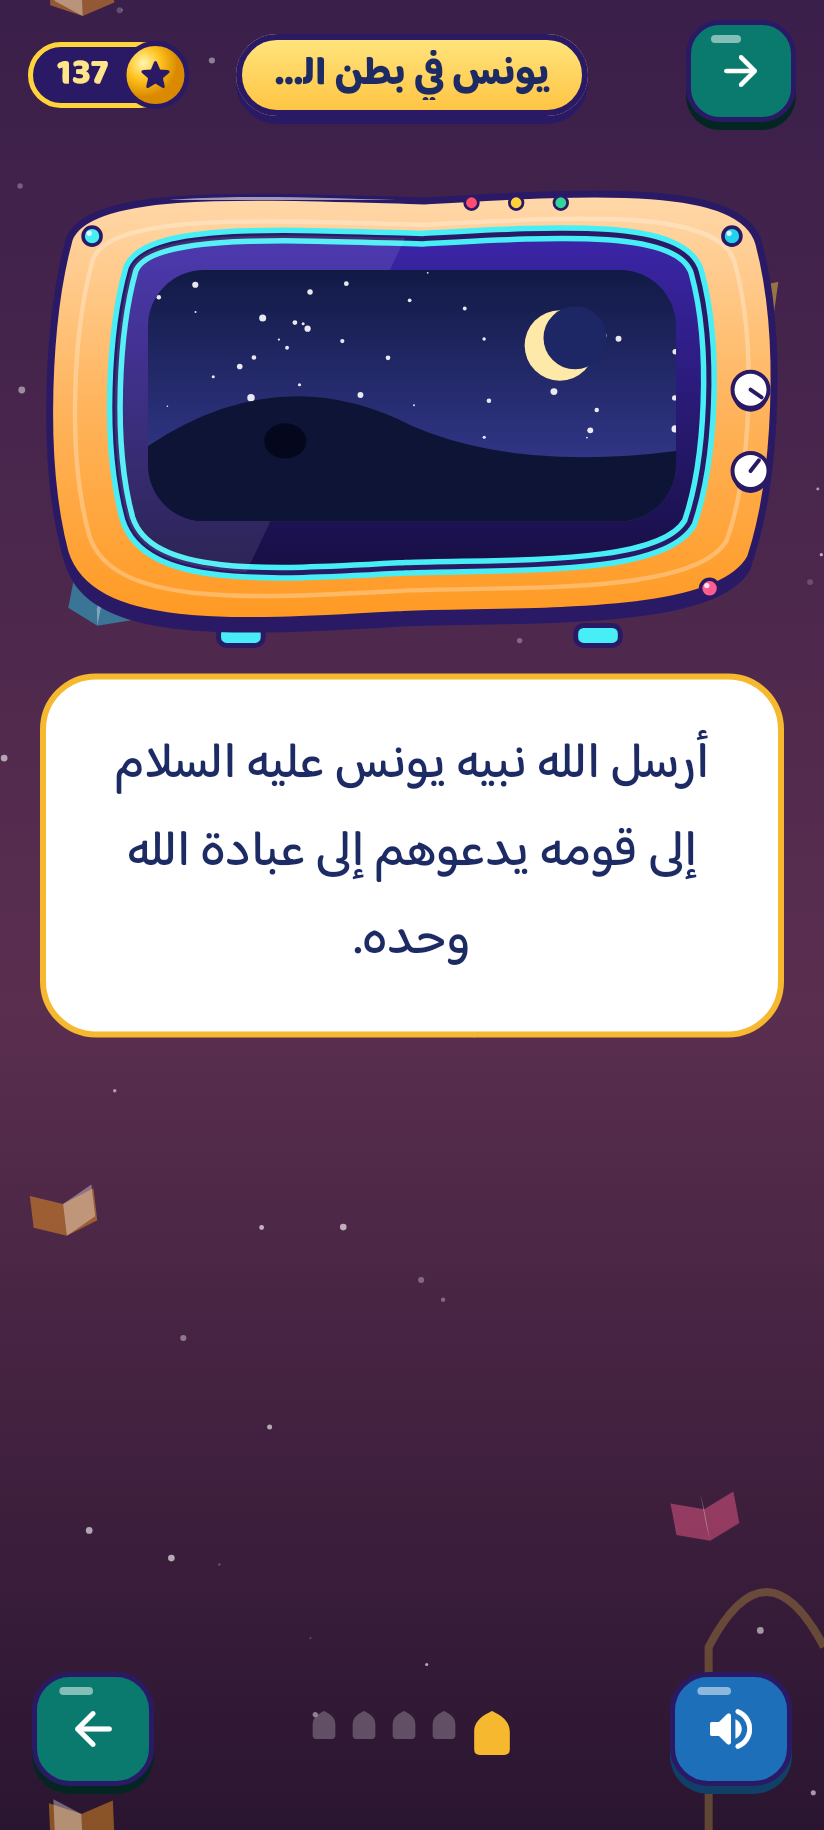 137
يونس في بطن الـ...
أرسل الله نبيه يونس عليه السلام
إلى قومه يدعوهم إلى عبادة الله
وحده.